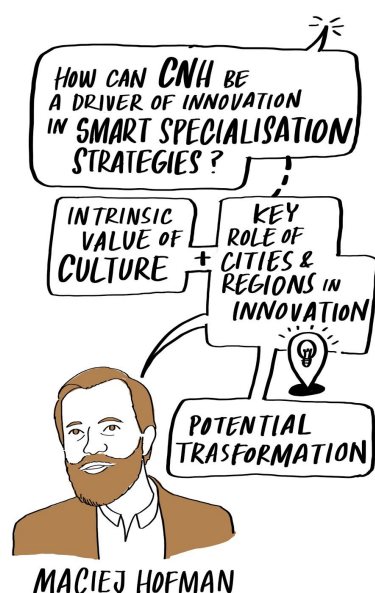 HOW CAN CNH BE
A DRIVER OF INNOVATION
IN SMART SPECIALISATION
STRATEGIES ?
INTRINSIC
VALUE OF
CULTURE
+
KEY
ROLE OF
CITIES &
REGIONS IN
INNOVATION
POTENTIAL
TRASFORMATION
MACIEJ HOFMAN